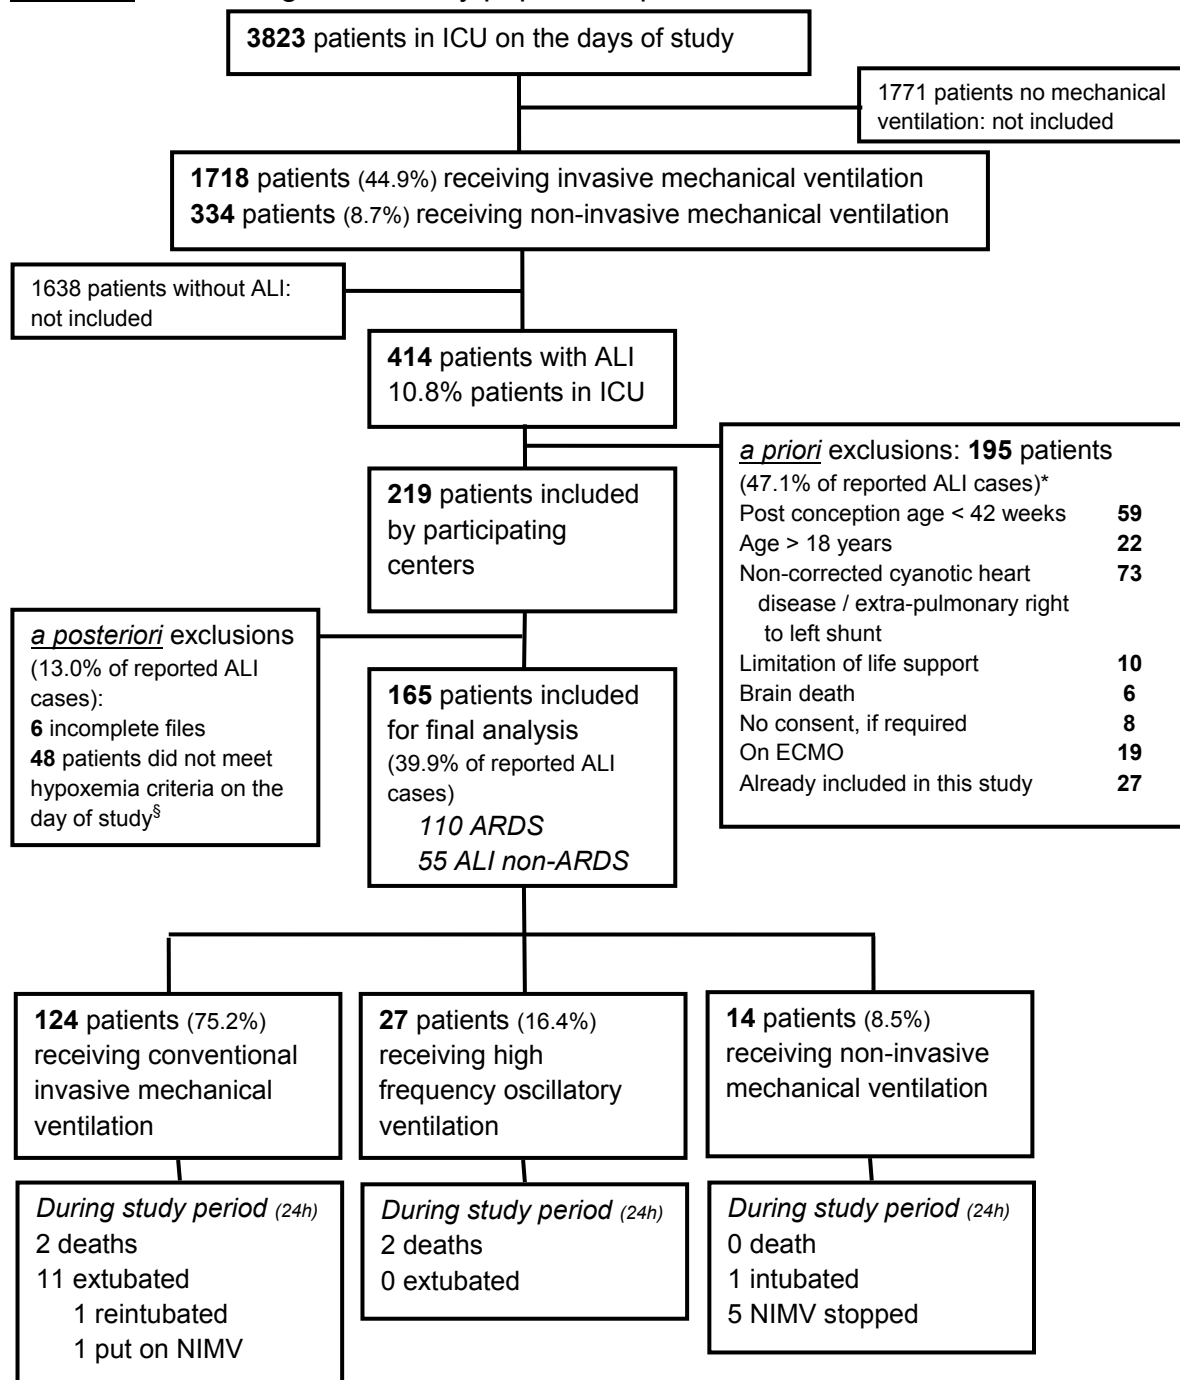 3823 patients in ICU on the days of study
1771 patients no mechanical
ventilation: not included
1718 patients (44.9%) receiving invasive mechanical ventilation
334 patients (8.7%) receiving non-invasive mechanical ventilation
1638 patients without ALI:
not included
414 patients with ALI
10.8% patients in ICU
a priori exclusions: 195 patients
(47.1% of reported ALI cases)*
Post conception age < 42 weeks 59
Age > 18 years 22
Non-corrected cyanotic heart 73
disease / extra-pulmonary right
to left shunt
Limitation of life support 10
Brain death 6
No consent, if required 8
On ECMO 19
Already included in this study 27
219 patients included
by participating
centers
a posteriori exclusions
(13.0% of reported ALI
cases):
6 incomplete files
48 patients did not meet
hypoxemia criteria on the
day of study§
165 patients included
for final analysis
(39.9% of reported ALI
cases)
110 ARDS
55 ALI non-ARDS
124 patients (75.2%)
receiving conventional
invasive mechanical
ventilation
27 patients (16.4%)
receiving high
frequency oscillatory
ventilation
14 patients (8.5%)
receiving non-invasive
mechanical ventilation
During study period (24h)
2 deaths
11 extubated
1 reintubated
1 put on NIMV
During study period (24h)
2 deaths
0 extubated
During study period (24h)
0 death
1 intubated
5 NIMV stopped